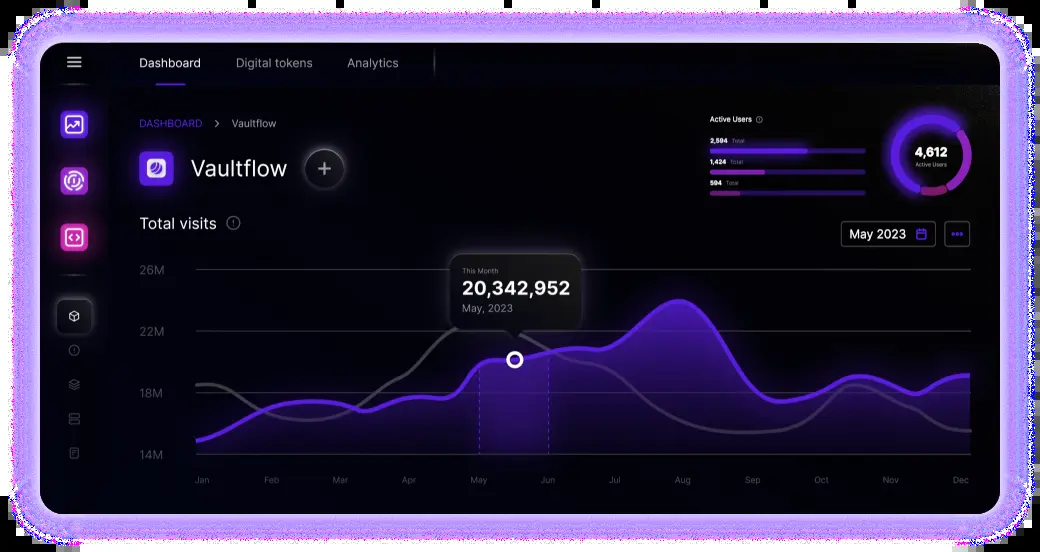 Dashboard Digital tokens Analytics
DASHBOARD > Vaultflow
Vaultflow
Active Users
2,594 Total
1,424 Total
594 Total
4,612
Active Users
Total visits
May 2023
This Month
20,342,952
May, 2023
26M
22M
18M
14M
Jan Feb Mar Apr May Jun Jul Aug Sep Oct Nov Dec